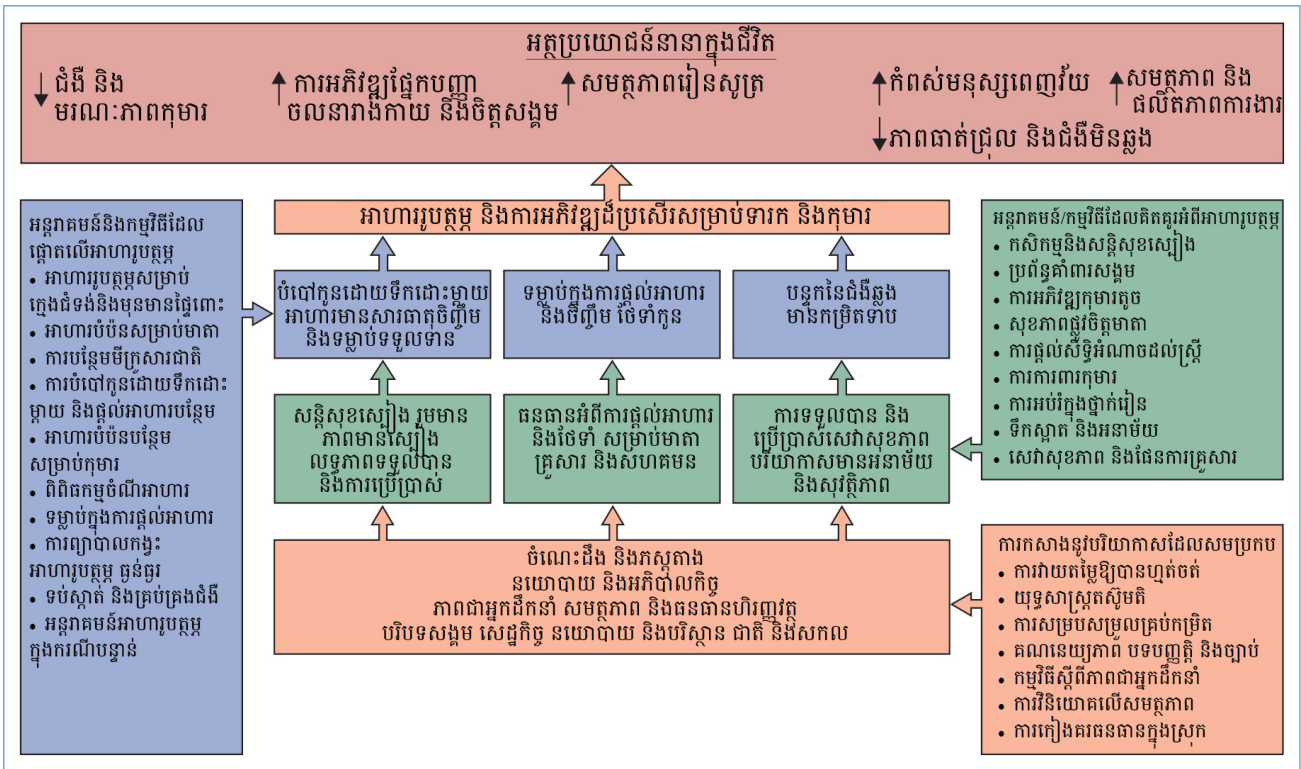 អត្ថប្រយោជន៍នានាក្នុងជីវិត
ជំងឺ និង
មរណៈភាពកុមារ
ការអភិវឌ្ឍផ្នែកបញ្ញា
ចលនារាងកាយ និងចិត្តសង្គម
សមត្ថភាពរៀនសូត្រ
កំពស់មនុស្សពេញវ័យ
ភាពធាត់ជ្រុល និងជំងឺមិនឆ្លង
សមត្ថភាព និង
ផលិតភាពការងារ
អន្តរាគមន៍និងកម្មវិធីដែល
ផ្តោតលើអាហារូបត្ថម្ភ
• អាហាររូបត្ថម្ភសម្រាប់
ក្មេងជំទង់និងមុនមានផ្ទៃពោះ
• អាហារបំប៉នសម្រាប់មាតា
• ការបន្ថែមមីក្រូសារជាតិ
• ការបំបៅកូនដោយទឹកដោះ
ម្តាយ និងផ្តល់អាហារបន្ថែម
• អាហារបំប៉នបន្ថែម
សម្រាប់កុមារ
• ពិពិធកម្មចំណីអាហារ
• ទម្លាប់ក្នុងការផ្តល់អាហារ
• ការព្យាបាលកង្វះ
អាហារូបត្ថម្ភ ធ្ងន់ធ្ងរ
• ទប់ស្កាត់ និងគ្រប់គ្រងជំងឺ
• អន្តរាគមន៍អាហារូបត្ថម្ភ
ក្នុងករណីបន្ទាន់
អាហាររូបត្ថម្ភ និងការអភិវឌ្ឍដ៏ប្រសើរសម្រាប់ទារក និងកុមារ
បំបៅកូនដោយទឹកដោះម្តាយ
អាហារមានសារធាតុចិញ្ចឹម
និងទម្លាប់ទទួលទាន
ទម្លាប់ក្នុងការផ្តល់អាហារ
និងចិញ្ចឹម ថែទាំកូន
បន្ទុកនៃជំងឺឆ្លង
មានកម្រិតទាប
សន្តិសុខស្បៀង រួមមាន
ភាពមានស្បៀង
លទ្ធភាពទទួលបាន
និងការប្រើប្រាស់
ធនធានអំពីការផ្តល់អាហារ
និងថែទាំ សម្រាប់មាតា
គ្រួសារ និងសហគមន
ការទទួលបាន និង
ប្រើប្រាស់សេវាសុខភាព
បរិយាកាសមានអនាម័យ
និងសុវត្ថិភាព
ចំណេះដឹង និងភស្តុតាង
នយោបាយ និងអភិបាលកិច្ច
ភាពជាអ្នកដឹកនាំ សមត្ថភាព និងធនធានហិរញ្ញវត្ថុ
បរិបទសង្គម សេដ្ឋកិច្ច នយោបាយ និងបរិស្ថាន ជាតិ និងសកល
អន្តរាគមន៍/កម្មវិធីដែលគិតគូរអំពីអាហារូបត្ថម្ភ
• កសិកម្មនិងសន្តិសុខស្បៀង
• ប្រព័ន្ធគាំពារសង្គម
• ការអភិវឌ្ឍកុមារតូច
• សុខភាពផ្លូវចិត្តមាតា
• ការផ្តល់សិទ្ធិអំណាចដល់ស្ត្រី
• ការការពារកុមារ
• ការអប់រំក្នុងថ្នាក់រៀន
• ទឹកស្អាត និងអនាម័យ
• សេវាសុខភាព និងផែនការគ្រួសារ
ការកសាងនូវបរិយាកាសដែលសមប្រកប
• ការវាយតម្លៃឱ្យបានហ្មត់ចត់
• យុទ្ធសាស្ត្រតស៊ូមតិ
• ការសម្របសម្រួលគ្រប់កម្រិត
• គណនេយ្យភាព បទបញ្ញត្តិ និងច្បាប់
• កម្មវិធីស្តីពីភាពជាអ្នកដឹកនាំ
• ការវិនិយោគលើសមត្ថភាព
• ការកៀងគរធនធានក្នុងស្រុក